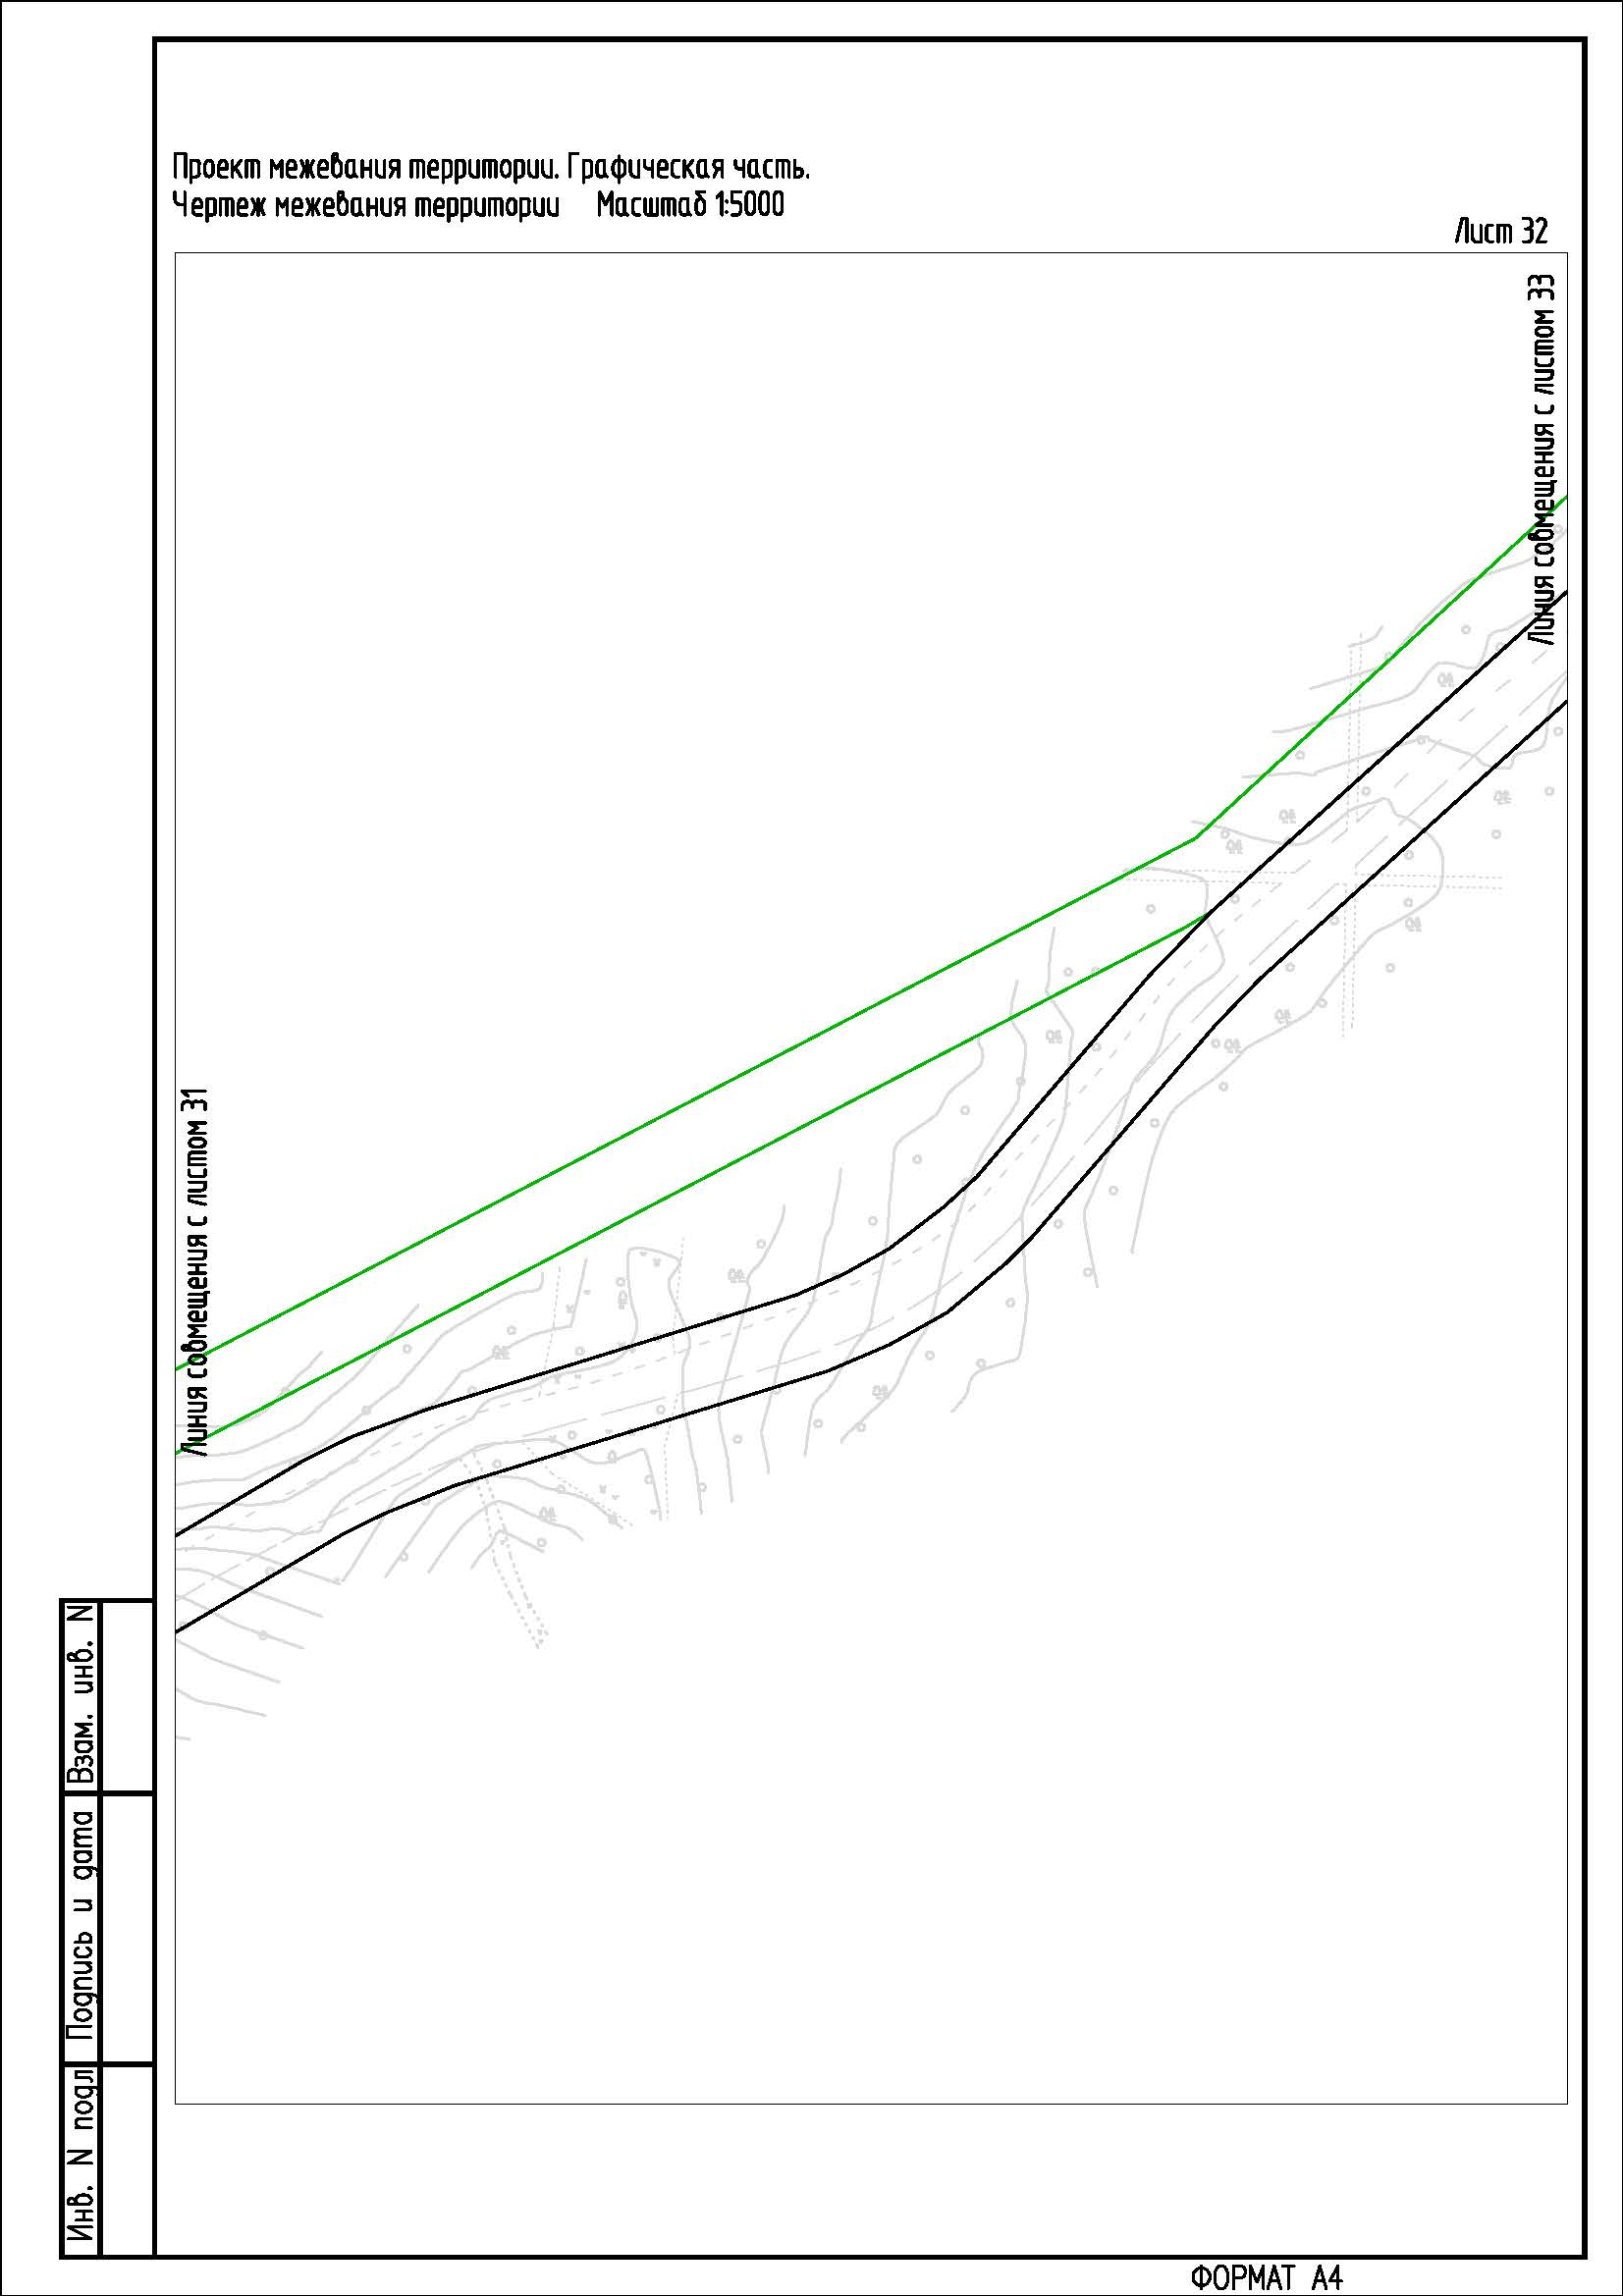 Проект межевания территории. Графическая часть.
Чертеж межевания территории Масштаб 1:5000
Лист 32
Линия совмещения с листом 33
Линия совмещения с листом 31
Взам. инв. N
Подпись и дата
Инв. N подл
ФОРМАТ А4